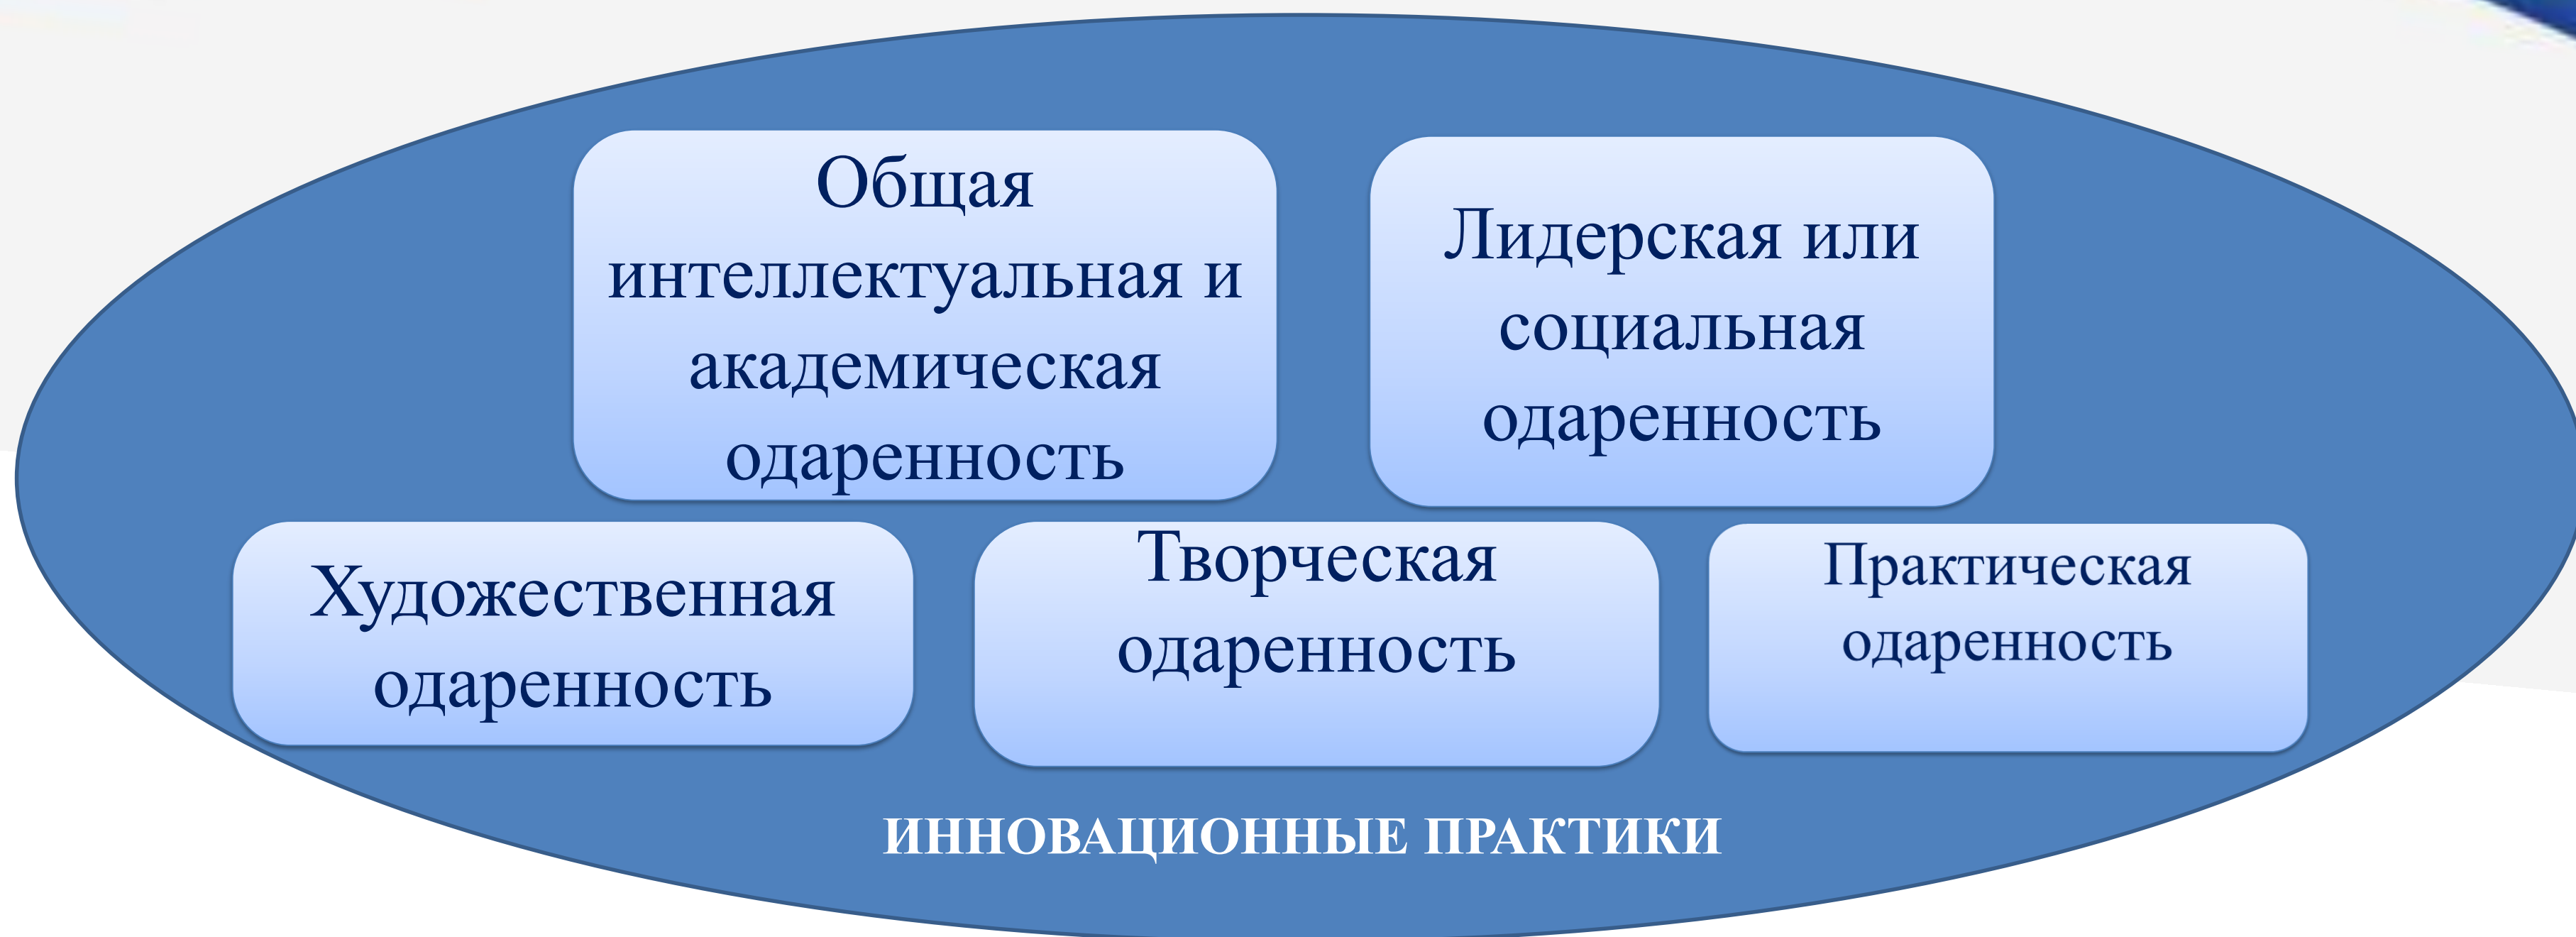 Общая
интеллектуальная и
академическая
одаренность
Лидерская или
социальная
одаренность
Художественная
одаренность
Творческая
одаренность
Практическая
одаренность
ИННОВАЦИОННЫЕ ПРАКТИКИ